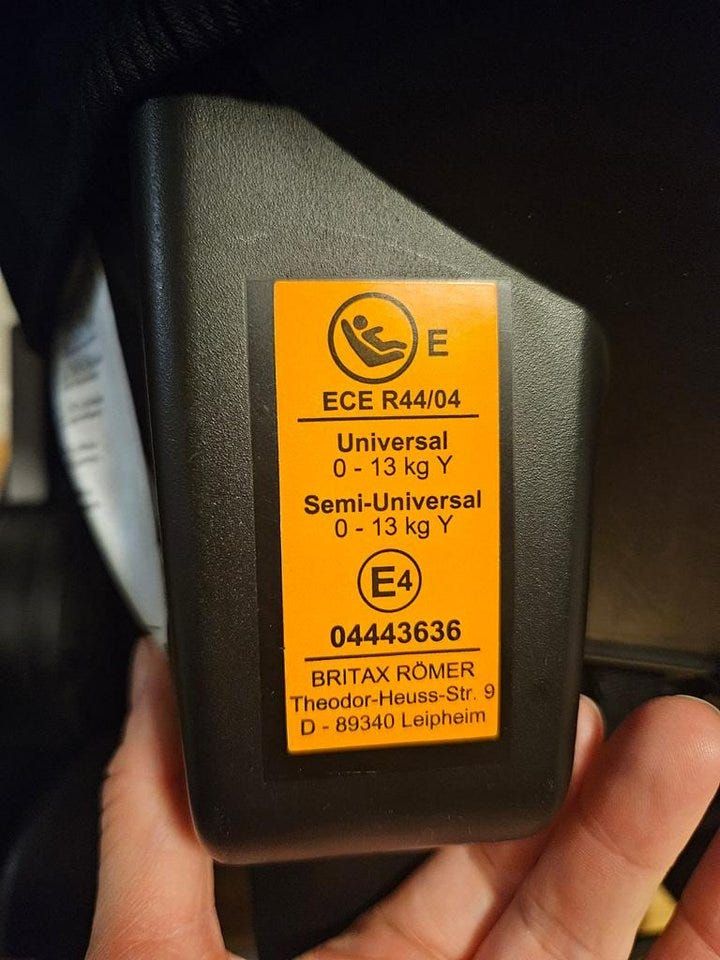 E
ECE R44/04
Universal
0 - 13 kg Y
Semi-Universal
0 - 13 kg Y
E4
04443636
BRITAX RÖMER
Theodor-Heuss-Str. 9
D - 89340 Leipheim